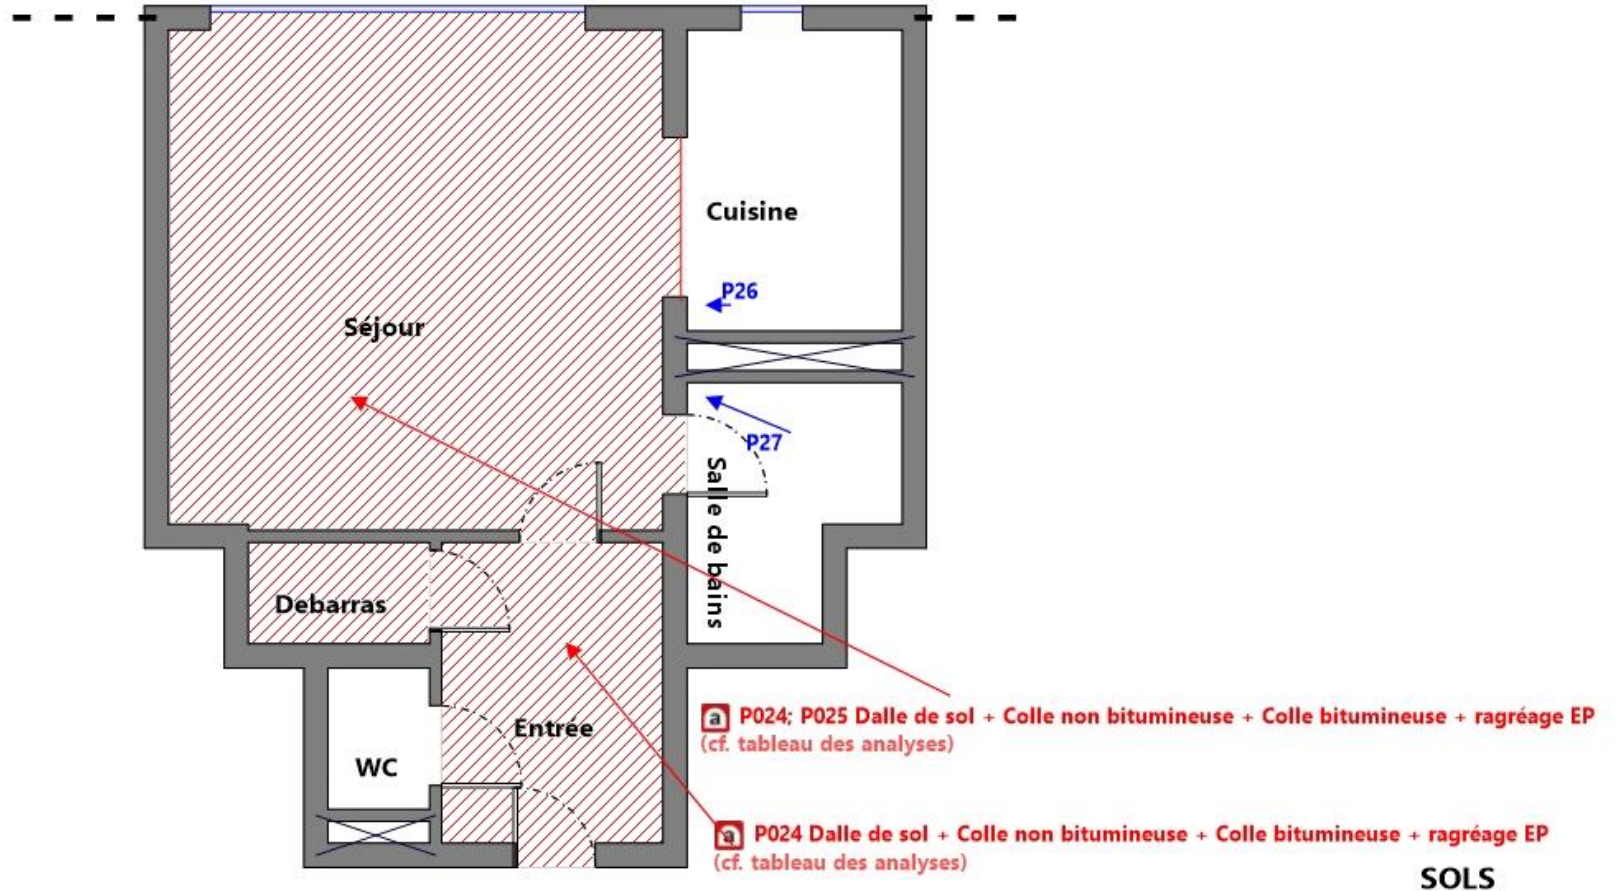 Cuisine
P26
Séjour
P27
Salle de bains
Debarras
a P024; P025 Dalle de sol + Colle non bitumineuse + Colle bitumineuse + ragréage EP
(cf. tableau des analyses)
Entrée
WC
a P024 Dalle de sol + Colle non bitumineuse + Colle bitumineuse + ragréage EP
(cf. tableau des analyses)
SOLS